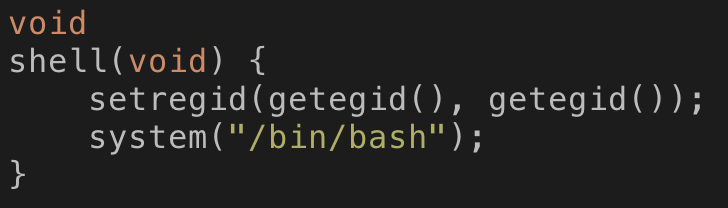 void
shell(void) {
    setregid(getegid(), getegid());
    system("/bin/bash");
}